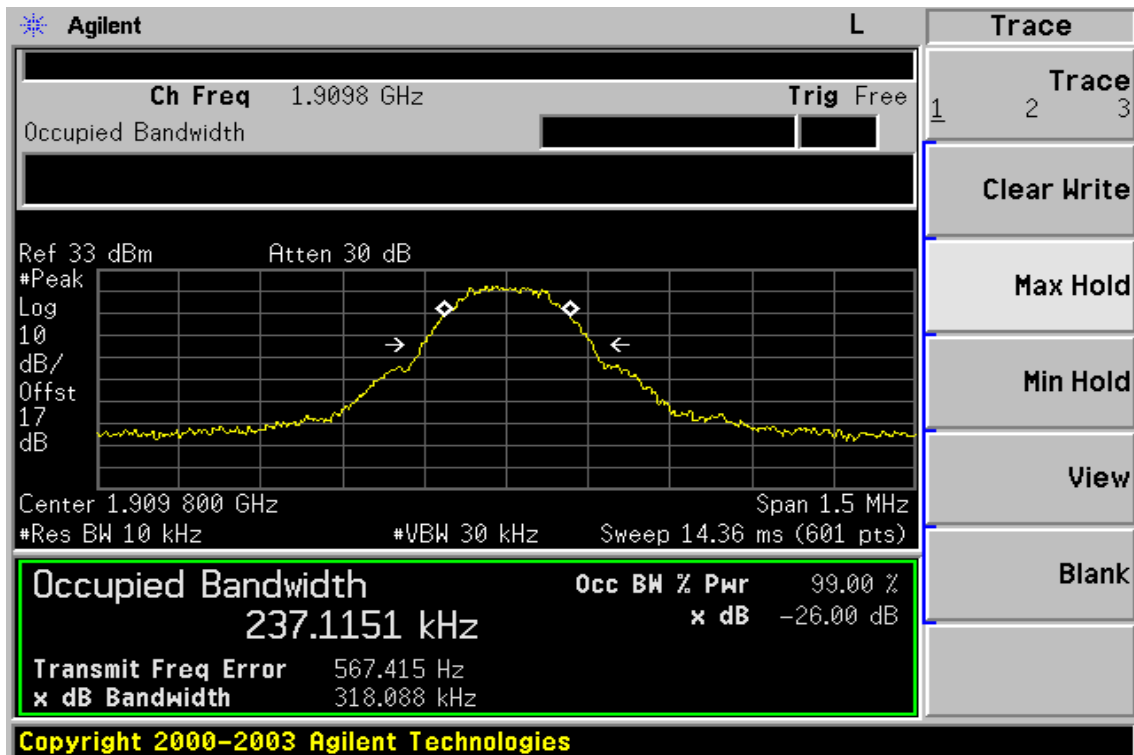 Agilent L Trace
Ch Freq 1.9098 GHz Trig Free
Occupied Bandwidth
Trace
1 2 3
Clear Write
Ref 33 dBm Atten 30 dB
#Peak
Log
10
dB/
Offst
17
dB
Max Hold
Min Hold
View
Center 1.909 800 GHz Span 1.5 MHz
#Res BW 10 kHz #VBW 30 kHz Sweep 14.36 ms (601 pts)
Blank
Occupied Bandwidth Occ BW % Pwr 99.00 %
237.1151 kHz x dB -26.00 dB
Transmit Freq Error 567.415 Hz
x dB Bandwidth 318.088 kHz
Copyright 2000-2003 Agilent Technologies